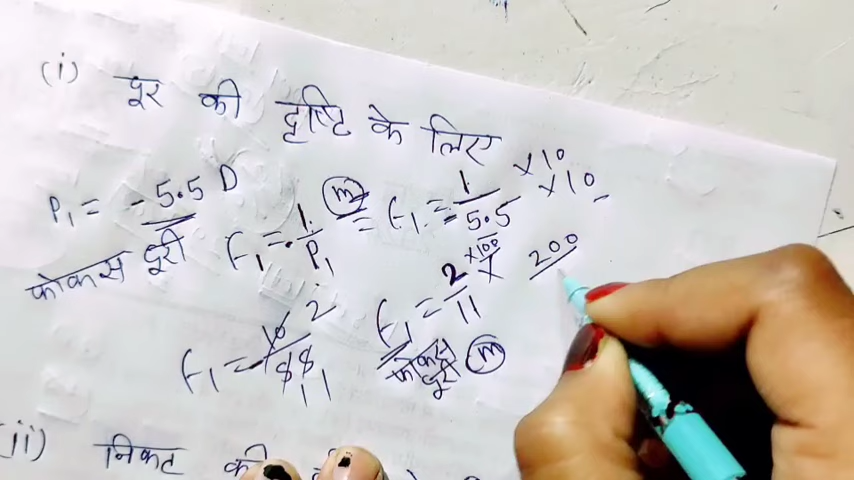 (i) दूर की दृष्टि के लिए
P₁ = - 5.5 D
फोकस दूरी F₁ = 1/P₁ (m) = F₁ = 1/5.5 ×10 ×10
F₁ = 10/55 2 11
F₁ = 2/11 ×100 200
फोकस दूरी (m)
(ii) निकट की